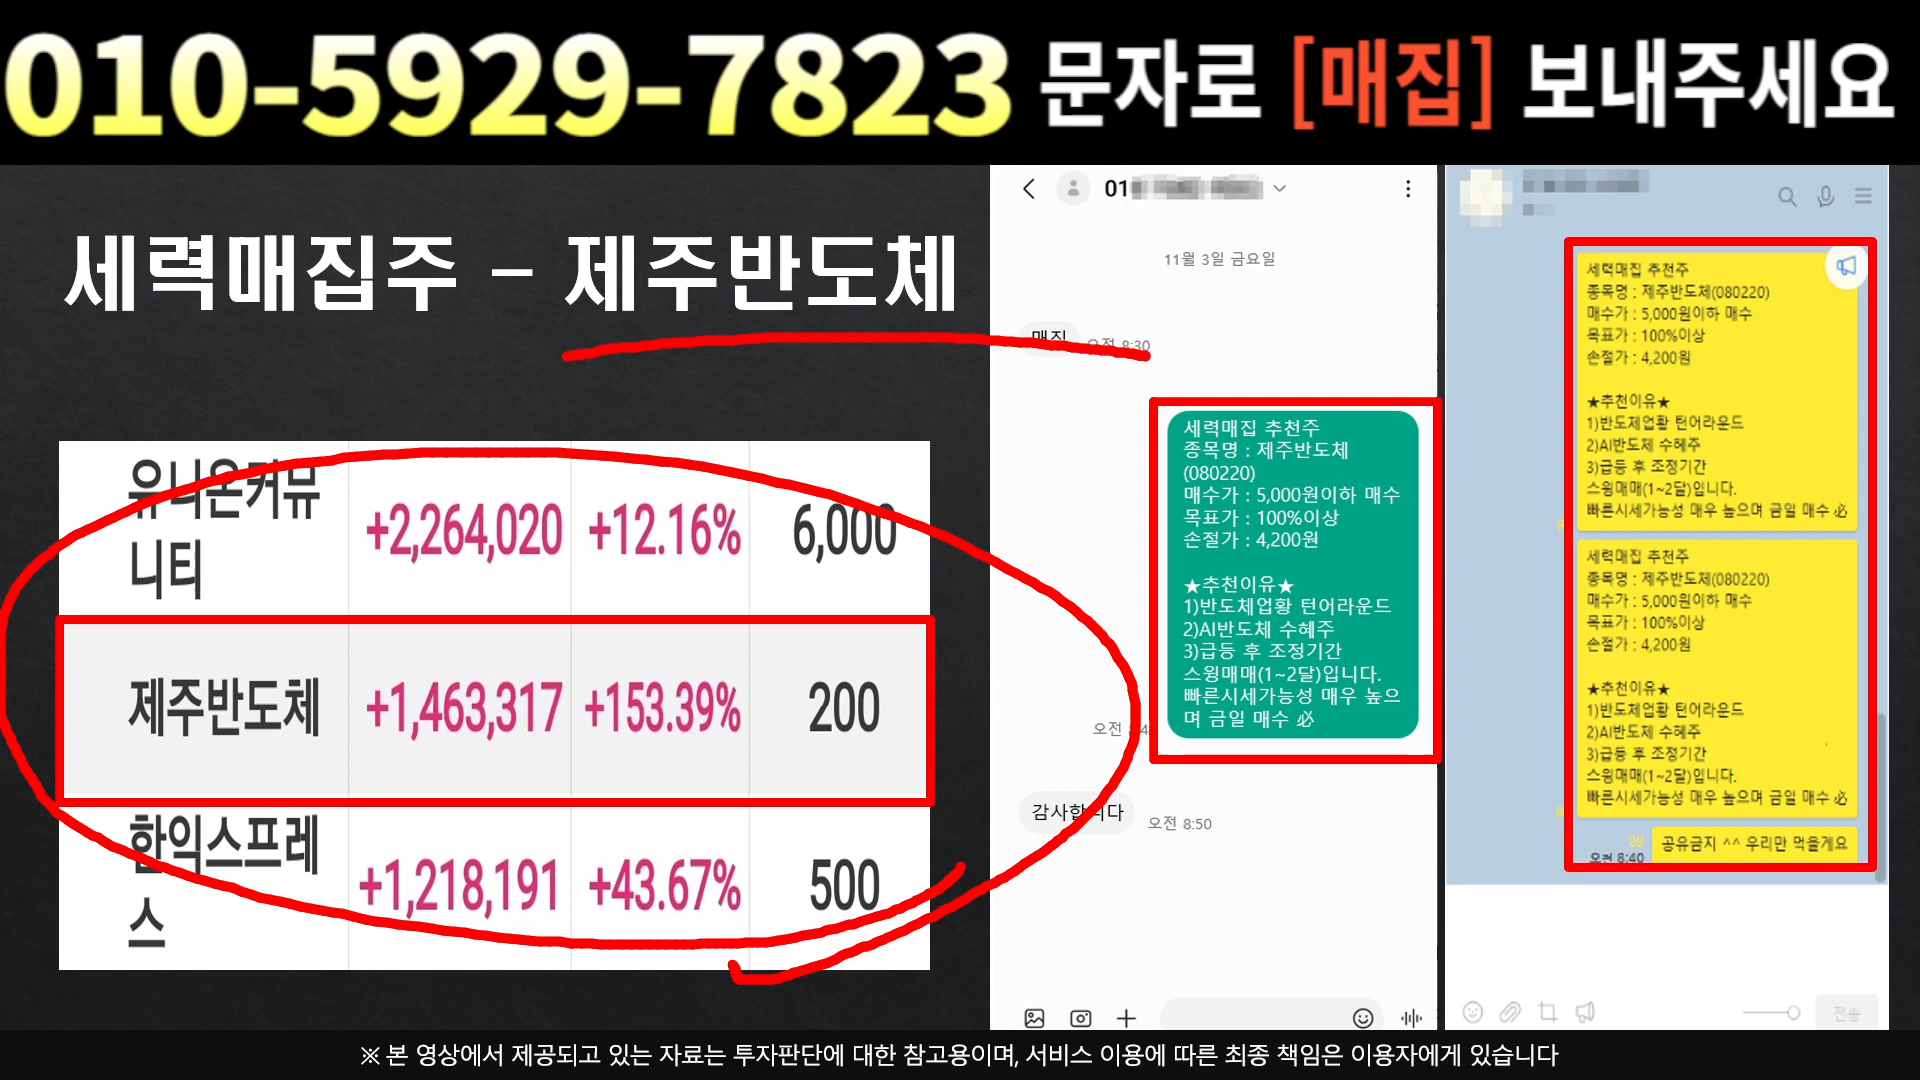 010-5929-7823 문자로 [매집] 보내주세요
세력매집주 - 제주반도체
유니온커뮤
니티
+2,264,020 +12.16% 6,000
제주반도체 +1,463,317 +153.39% 200
한익스프레
스
+1,218,191 +43.67% 500
01
11월 3일 금요일
매집
오전 8:30
세력매집 추천주
종목명 : 제주반도체
(080220)
매수가 : 5,000원이하 매수
목표가 : 100%이상
손절가 : 4,200원
★추천이유★
1)반도체업황 턴어라운드
2)AI반도체 수혜주
3)급등 후 조정기간
스윙매매(1~2달)입니다.
빠른시세가능성 매우 높으
며 금일 매수 必
오전
감사합니다
오전 8:50
세력매집 추천주
종목명 : 제주반도체(080220)
매수가 : 5,000원이하 매수
목표가 : 100%이상
손절가 : 4,200원
★추천이유★
1)반도체업황 턴어라운드
2)AI반도체 수혜주
3)급등 후 조정기간
스윙매매(1~2달)입니다.
빠른시세가능성 매우 높으며 금일 매수 必
세력매집 추천주
종목명 : 제주반도체(080220)
매수가 : 5,000원이하 매수
목표가 : 100%이상
손절가 : 4,200원
★추천이유★
1)반도체업황 턴어라운드
2)AI반도체 수혜주
3)급등 후 조정기간
스윙매매(1~2달)입니다.
빠른시세가능성 매우 높으며 금일 매수 必
오전 8:40
공유금지 ^^ 우리만 먹을게요
전송
※ 본 영상에서 제공되고 있는 자료는 투자판단에 대한 참고용이며, 서비스 이용에 따른 최종 책임은 이용자에게 있습니다